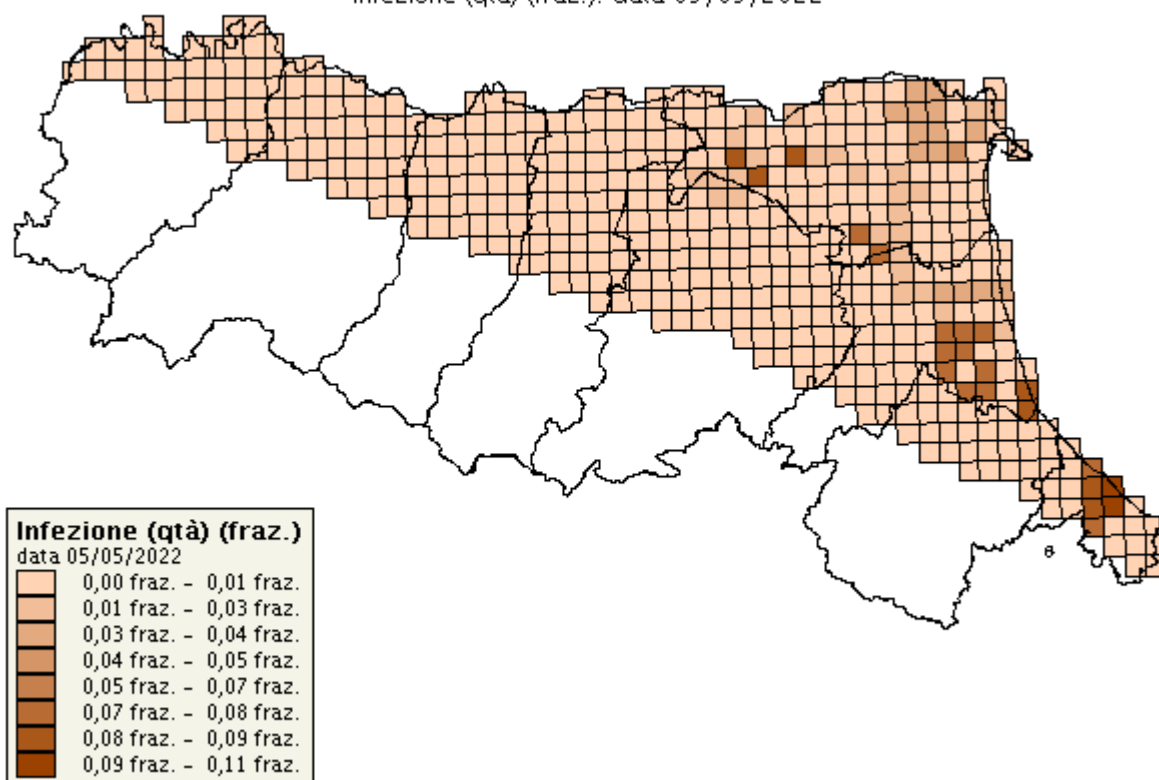 Infezione (qtà) (fraz.)
data 05/05/2022
0,00 fraz. - 0,01 fraz.
0,01 fraz. - 0,03 fraz.
0,03 fraz. - 0,04 fraz.
0,04 fraz. - 0,05 fraz.
0,05 fraz. - 0,07 fraz.
0,07 fraz. - 0,08 fraz.
0,08 fraz. - 0,09 fraz.
0,09 fraz. - 0,11 fraz.